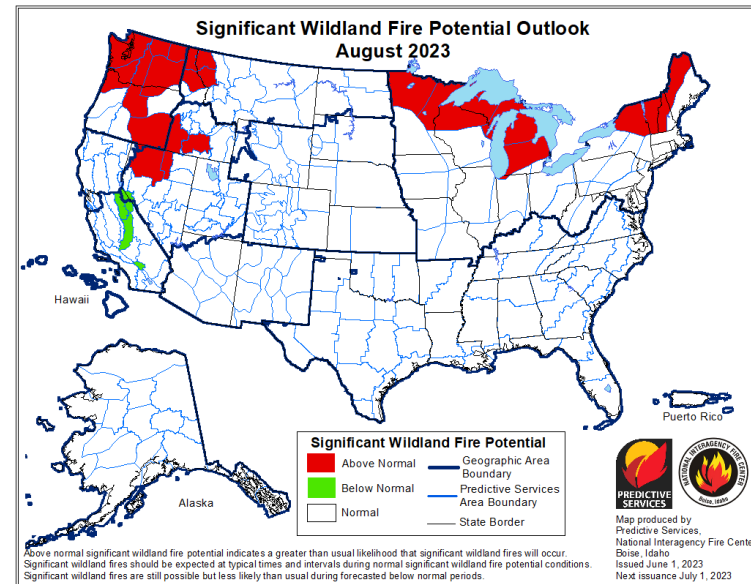 Significant Wildland Fire Potential Outlook
August 2023
Hawaii
Alaska
Puerto Rico
Significant Wildland Fire Potential
Above Normal
Below Normal
Normal
Geographic Area
Boundary
Predictive Services
Area Boundary
State Border
PREDICTIVE
SERVICES
NATIONAL INTERAGENCY FIRE CENTER
Boise, Idaho
Map produced by
Predictive Services,
National Interagency Fire Cente
Boise, Idaho
Issued June 1, 2023
Next issuance July 1, 2023
Above normal significant wildland fire potential indicates a greater than usual likelihood that significant wildland fires will occur.
Significant wildland fires should be expected at typical times and intervals during normal significant wildland fire potential conditions.
Significant wildland fires are still possible but less likely than usual during forecasted below normal periods.